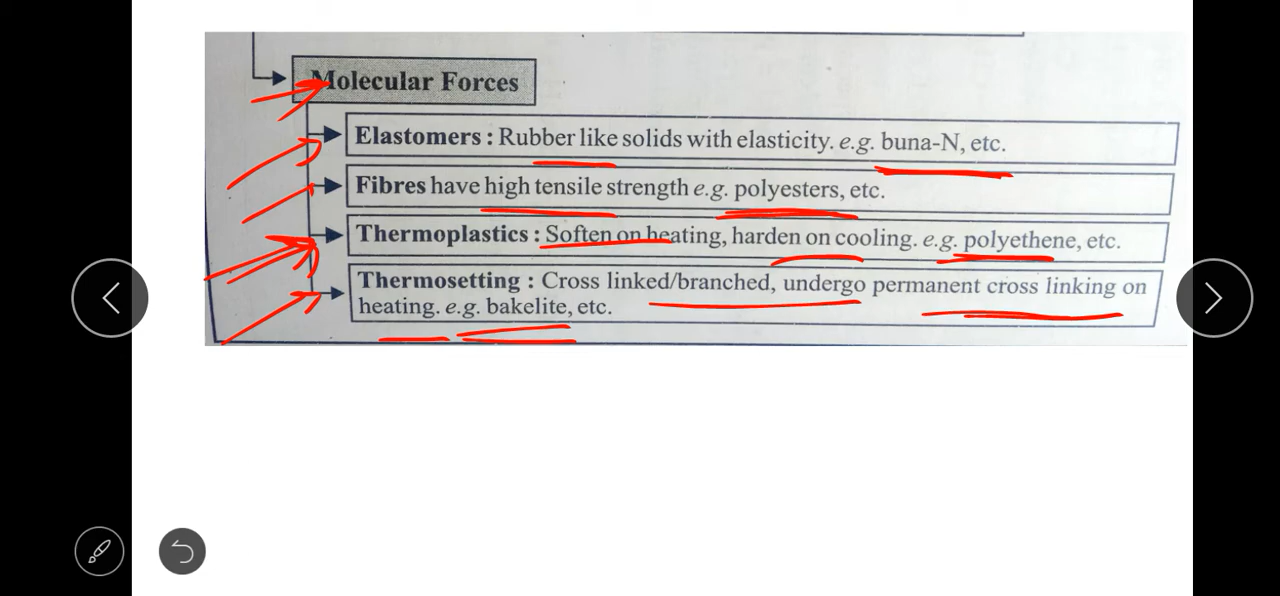 Molecular Forces
Elastomers : Rubber like solids with elasticity. e.g. buna-N, etc.
Fibres have high tensile strength e.g. polyesters, etc.
Thermoplastics : Soften on heating, harden on cooling. e.g. polyethene, etc.
Thermosetting : Cross linked/branched, undergo permanent cross linking on
heating. e.g. bakelite, etc.